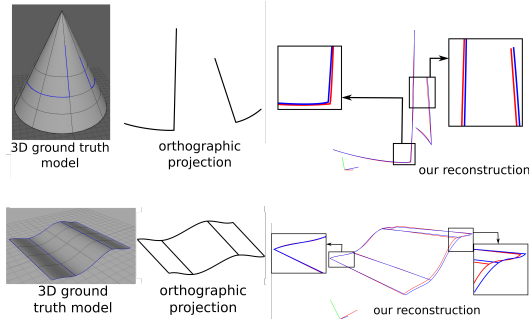 3D ground truth
model
orthographic
projection
our reconstruction
3D ground
truth model
orthographic
projection
our reconstruction